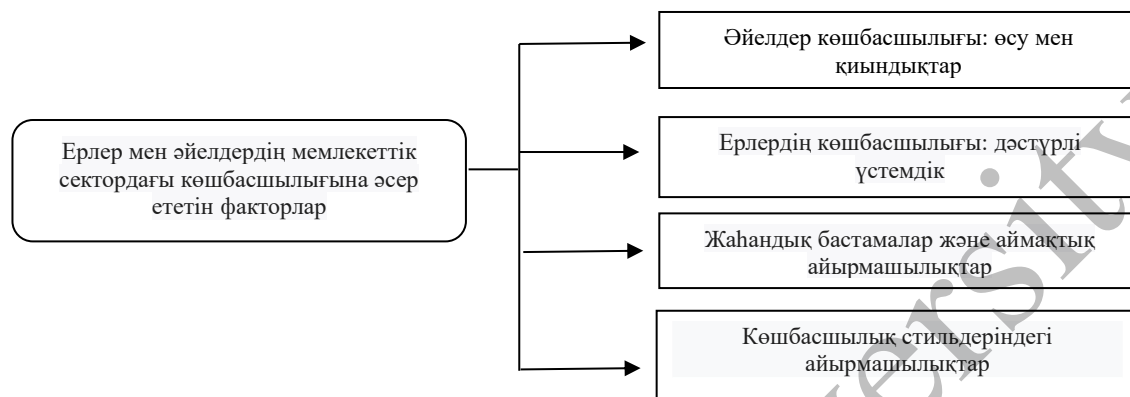 Ерлер мен әйелдердің мемлекеттік
сектордағы көшбасшылығына әсер
ететін факторлар
Әйелдер көшбасшылығы: өсу мен
қиындықтар
Ерлердің көшбасшылығы: дәстүрлі
үстемдік
Жаһандық бастамалар және аймақтық
айырмашылықтар
Көшбасшылық стильдеріндегі
айырмашылықтар